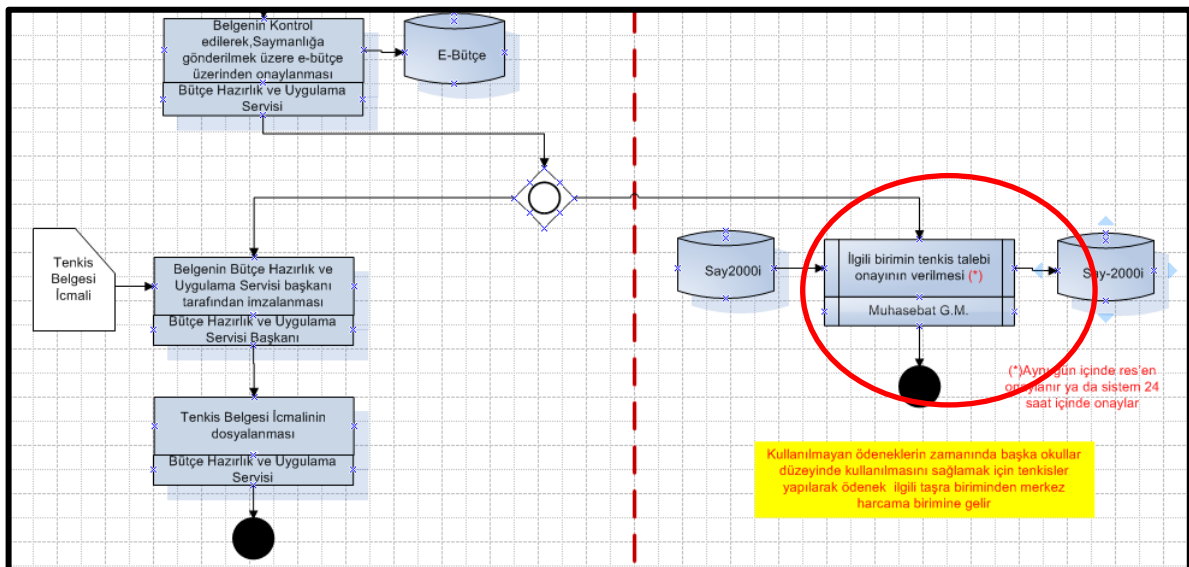 Belgenin Kontrol
edilerek,Saymanlığa
gönderilmek üzere e-bütçe
üzerinden onaylanması
Bütçe Hazırlık ve Uygulama
Servisi
E-Bütçe
Tenkis
Belgesi
İcmali
Belgenin Bütçe Hazırlık ve
Uygulama Servisi başkanı
tarafından imzalanması
Bütçe Hazırlık ve Uygulama
Servisi Başkanı
Tenkis Belgesi İcmalinin
dosyalanması
Bütçe Hazırlık ve Uygulama
Servisi
Say2000i
İlgili birimin tenkis talebi
onayının verilmesi (*)
Muhasebat G.M.
Say-2000i
(*)Aynı gün içinde res'en
onaylanır ya da sistem 24
saat içinde onaylar
Kullanılmayan ödeneklerin zamanında başka okullar
düzeyinde kullanılmasını sağlamak için tenkisler
yapılarak ödenek ilgili taşra biriminden merkez
harcama birimine gelir